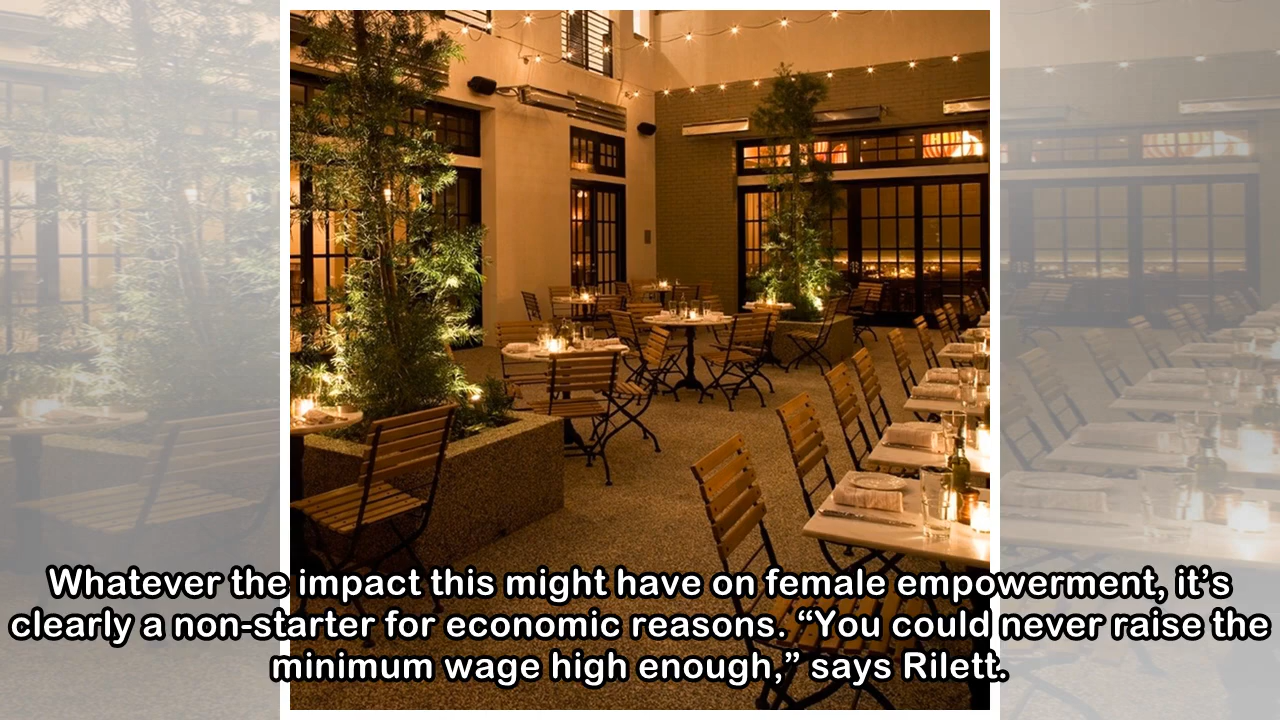 Whatever the impact this might have on female empowerment, it’s
clearly a non-starter for economic reasons. “You could never raise the
minimum wage high enough,” says Rilett.